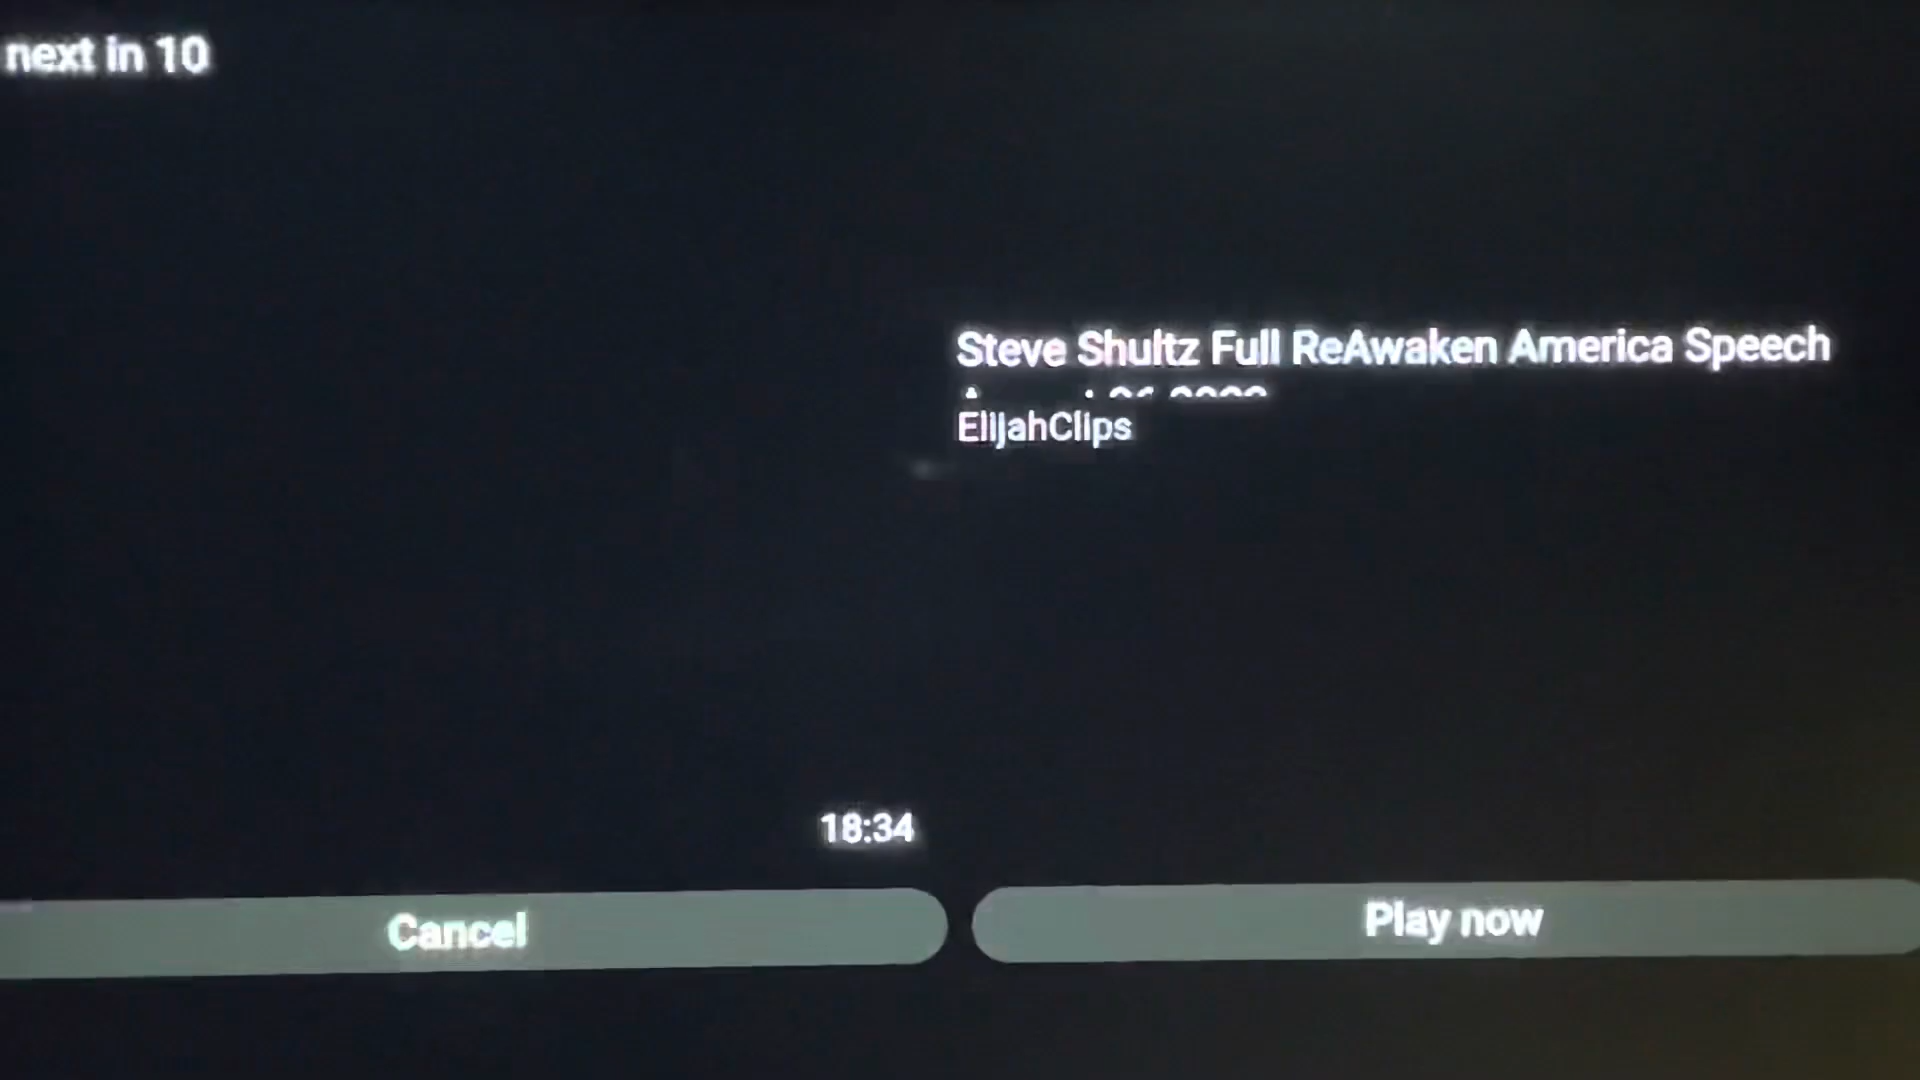 next in 10
Steve Shultz Full ReAwaken America Speech
ElijahClips
18:34
Cancel
Play now